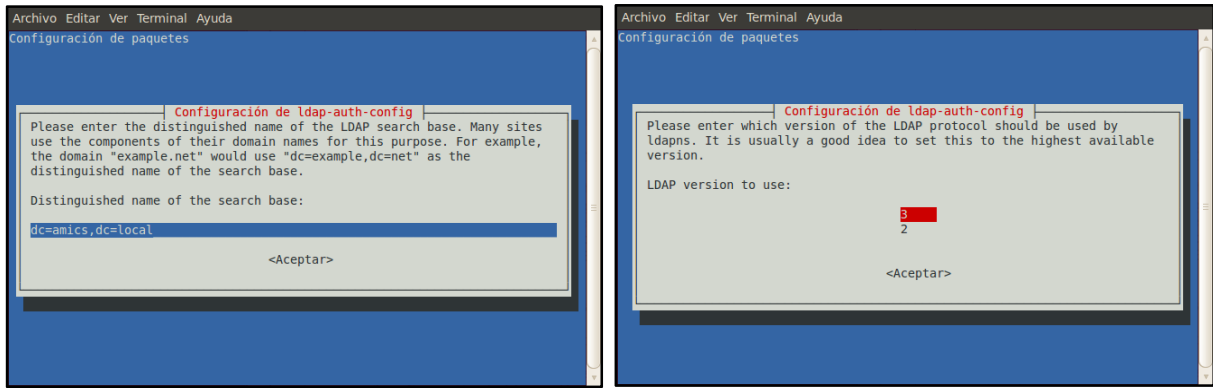 Archivo Editar Ver Terminal Ayuda
Configuración de paquetes
Configuración de ldap-auth-config
Please enter the distinguished name of the LDAP search base. Many sites
use the components of their domain names for this purpose. For example,
the domain "example.net" would use "dc=example,dc=net" as the
distinguished name of the search base.
Distinguished name of the search base:
dc=amics,dc=local
<Aceptar>
Archivo Editar Ver Terminal Ayuda
Configuración de paquetes
Configuración de ldap-auth-config
Please enter which version of the LDAP protocol should be used by
ldapns. It is usually a good idea to set this to the highest available
version.
LDAP version to use:
3
2
<Aceptar>